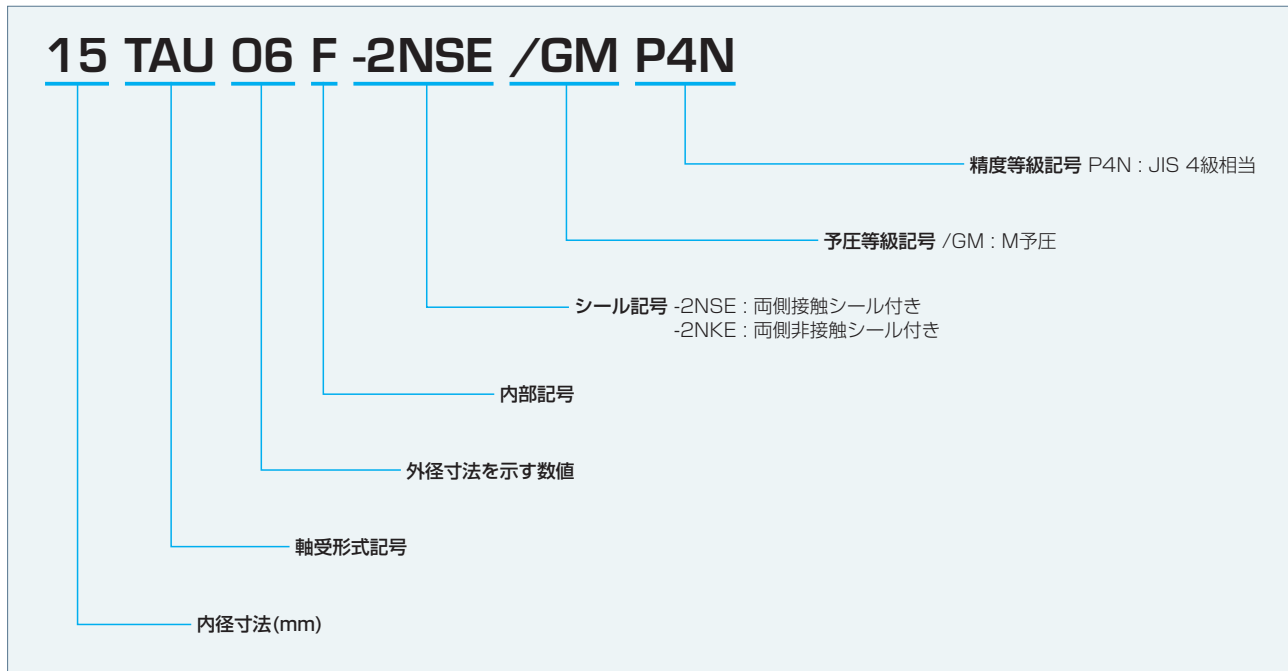 15 TAU 06 F -2NSE /GM P4N
精度等級記号 P4N : JIS 4級相当
予圧等級記号 /GM : M予圧
シール記号 -2NSE : 両側接触シール付き
-2NKE : 両側非接触シール付き
内部記号
外径寸法を示す数値
軸受形式記号
内径寸法(mm)